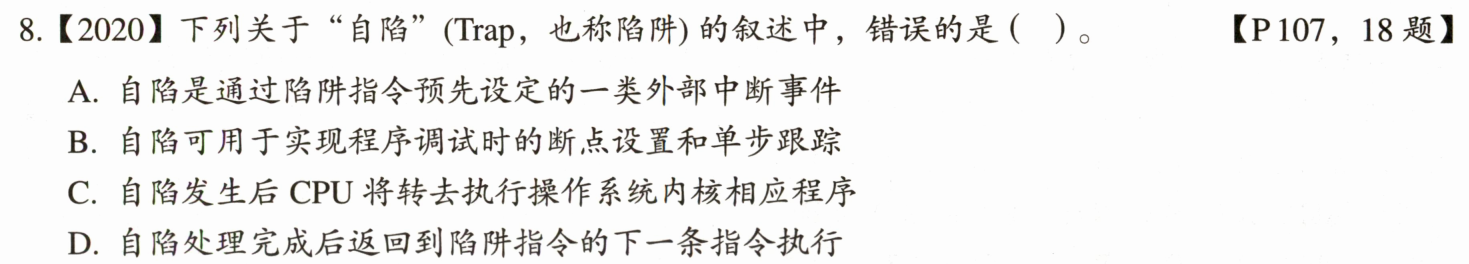 8.【2020】下列关于“自陷”(Trap，也称陷阱)的叙述中，错误的是(　)。　【P107，18题】
A. 自陷是通过陷阱指令预先设定的一类外部中断事件
B. 自陷可用于实现程序调试时的断点设置和单步跟踪
C. 自陷发生后CPU将转去执行操作系统内核相应程序
D. 自陷处理完成后返回到陷阱指令的下一条指令执行